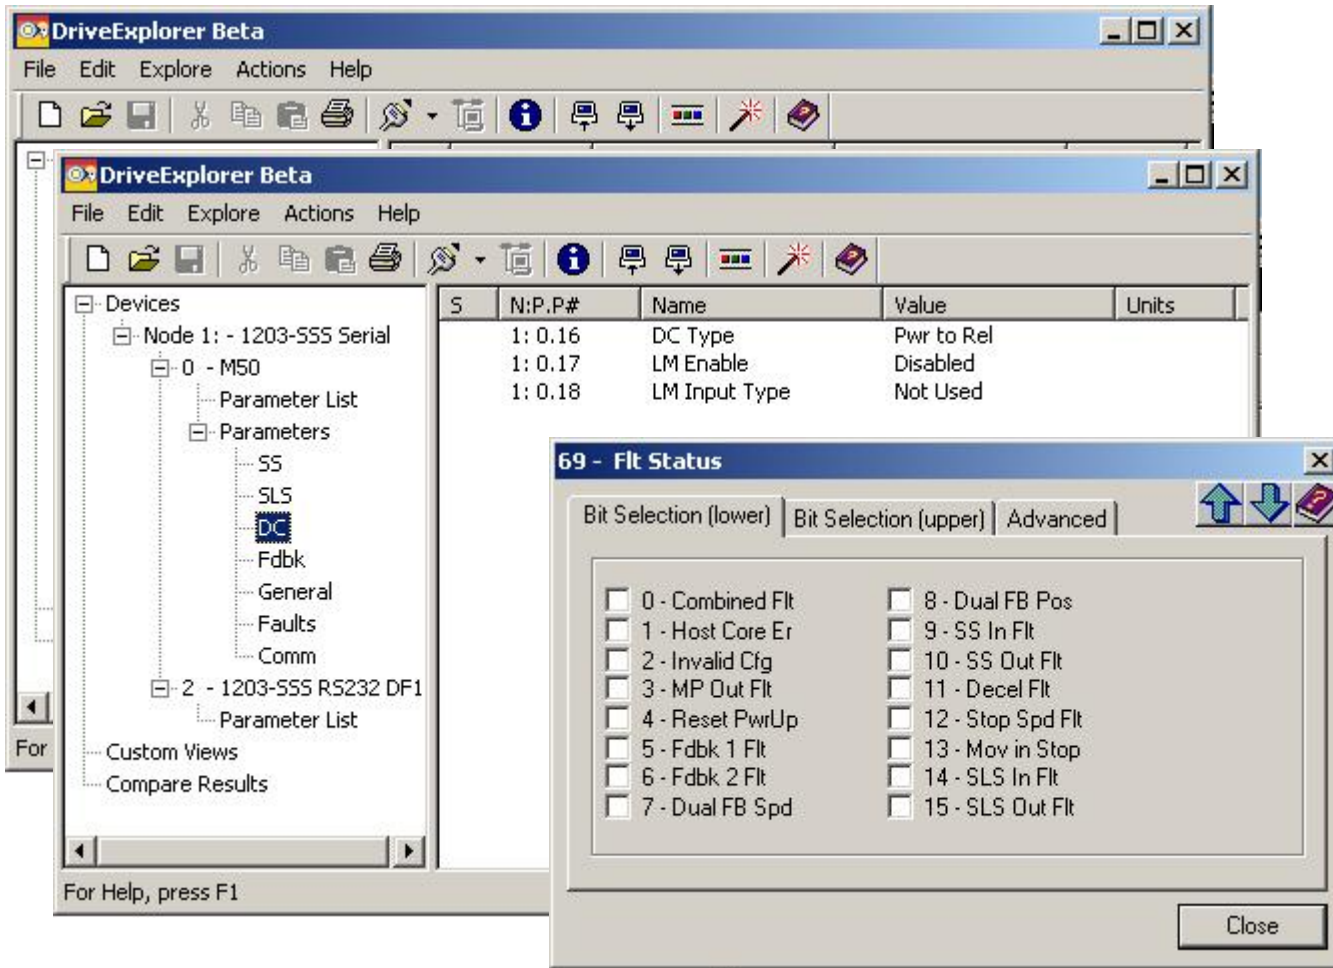 DriveExplorer Beta
File Edit Explore Actions Help
For
DriveExplorer Beta
File Edit Explore Actions Help
Devices
Node 1: - 1203-SSS Serial
0 - M50
Parameter List
Parameters
SS
SLS
DC
Fdbk
General
Faults
Comm
2 - 1203-SSS RS232 DF1
Parameter List
Custom Views
Compare Results
S N:P.P# Name Value Units
1: 0.16 DC Type Pwr to Rel
1: 0.17 LM Enable Disabled
1: 0.18 LM Input Type Not Used
For Help, press F1
69 - Flt Status
Bit Selection (lower) Bit Selection (upper) Advanced
0 - Combined Flt
1 - Host Core Er
2 - Invalid Cfg
3 - MP Out Flt
4 - Reset PwrUp
5 - Fdbk 1 Flt
6 - Fdbk 2 Flt
7 - Dual FB Spd
8 - Dual FB Pos
9 - SS In Flt
10 - SS Out Flt
11 - Decel Flt
12 - Stop Spd Flt
13 - Mov in Stop
14 - SLS In Flt
15 - SLS Out Flt
Close